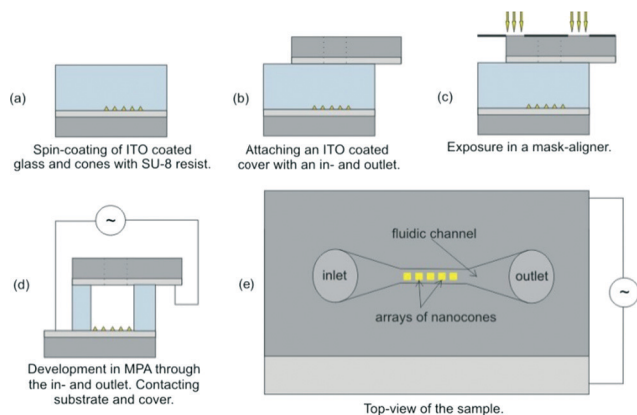 (a)
Spin-coating of ITO coated
glass and cones with SU-8 resist.
(b)
Attaching an ITO coated
cover with an in- and outlet.
(c)
Exposure in a mask-aligner.
~
(d)
Development in MPA through
the in- and outlet. Contacting
substrate and cover.
(e)
fluidic channel
inlet
outlet
arrays of nanocones
~
Top-view of the sample.